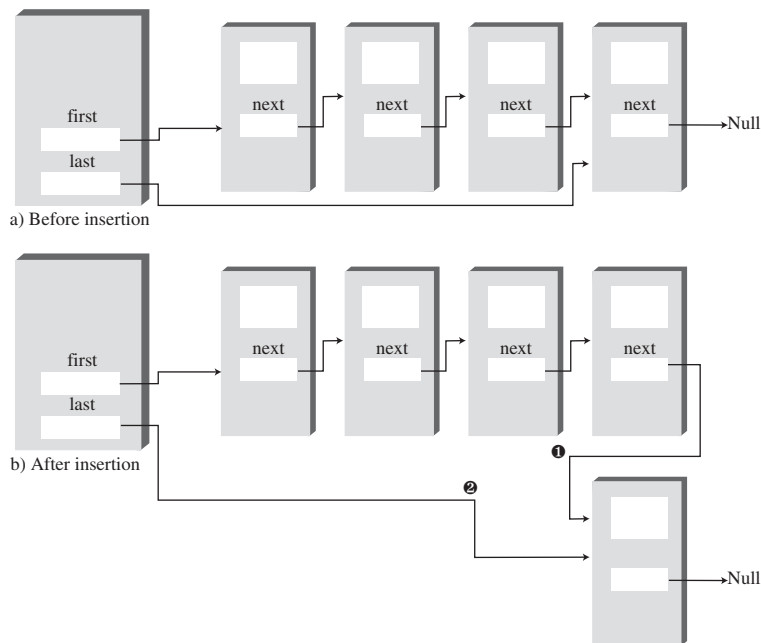 first
last
next
next
next
next
Null
a) Before insertion
first
last
next
next
next
next
b) After insertion
❶
❷
Null